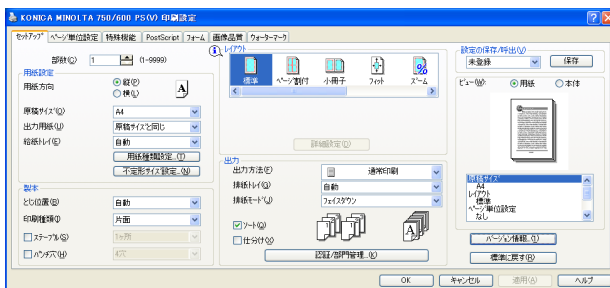 KONICA MINOLTA 750/600 PS(V) 印刷設定
セットアップ ページ単位設定 特殊機能 PostScript フォーム 画像品質 ウォーターマーク
部数(C) 1 (1-9999)
用紙設定
用紙方向 縦(P)
横(L)
原稿サイズ(O) A4
出力用紙(U) 原稿サイズと同じ
給紙トレイ(E) 自動
用紙種類設定...(T)
不定形サイズ設定...(N)
製本
とじ位置(B) 自動
印刷種類(I) 片面
ステープル(S) 1ヶ所
パンチ穴(H) 4穴
レイアウト
標準 ページ割付 小冊子 フィット ズーム
詳細設定(D)
出力
出力方法(F) 通常印刷
排紙トレイ(G) 自動
排紙モード(J) フェイスダウン
ソート(Q)
仕分け(X)
認証/部門管理...(K)
設定の保存/呼出(V)
未登録 保存
ビュー(W): 用紙 本体
原稿サイズ
A4
レイアウト
標準
ページ単位設定
なし
バージョン情報...(1)
標準に戻す(R)
OK キャンセル 適用(A) ヘルプ